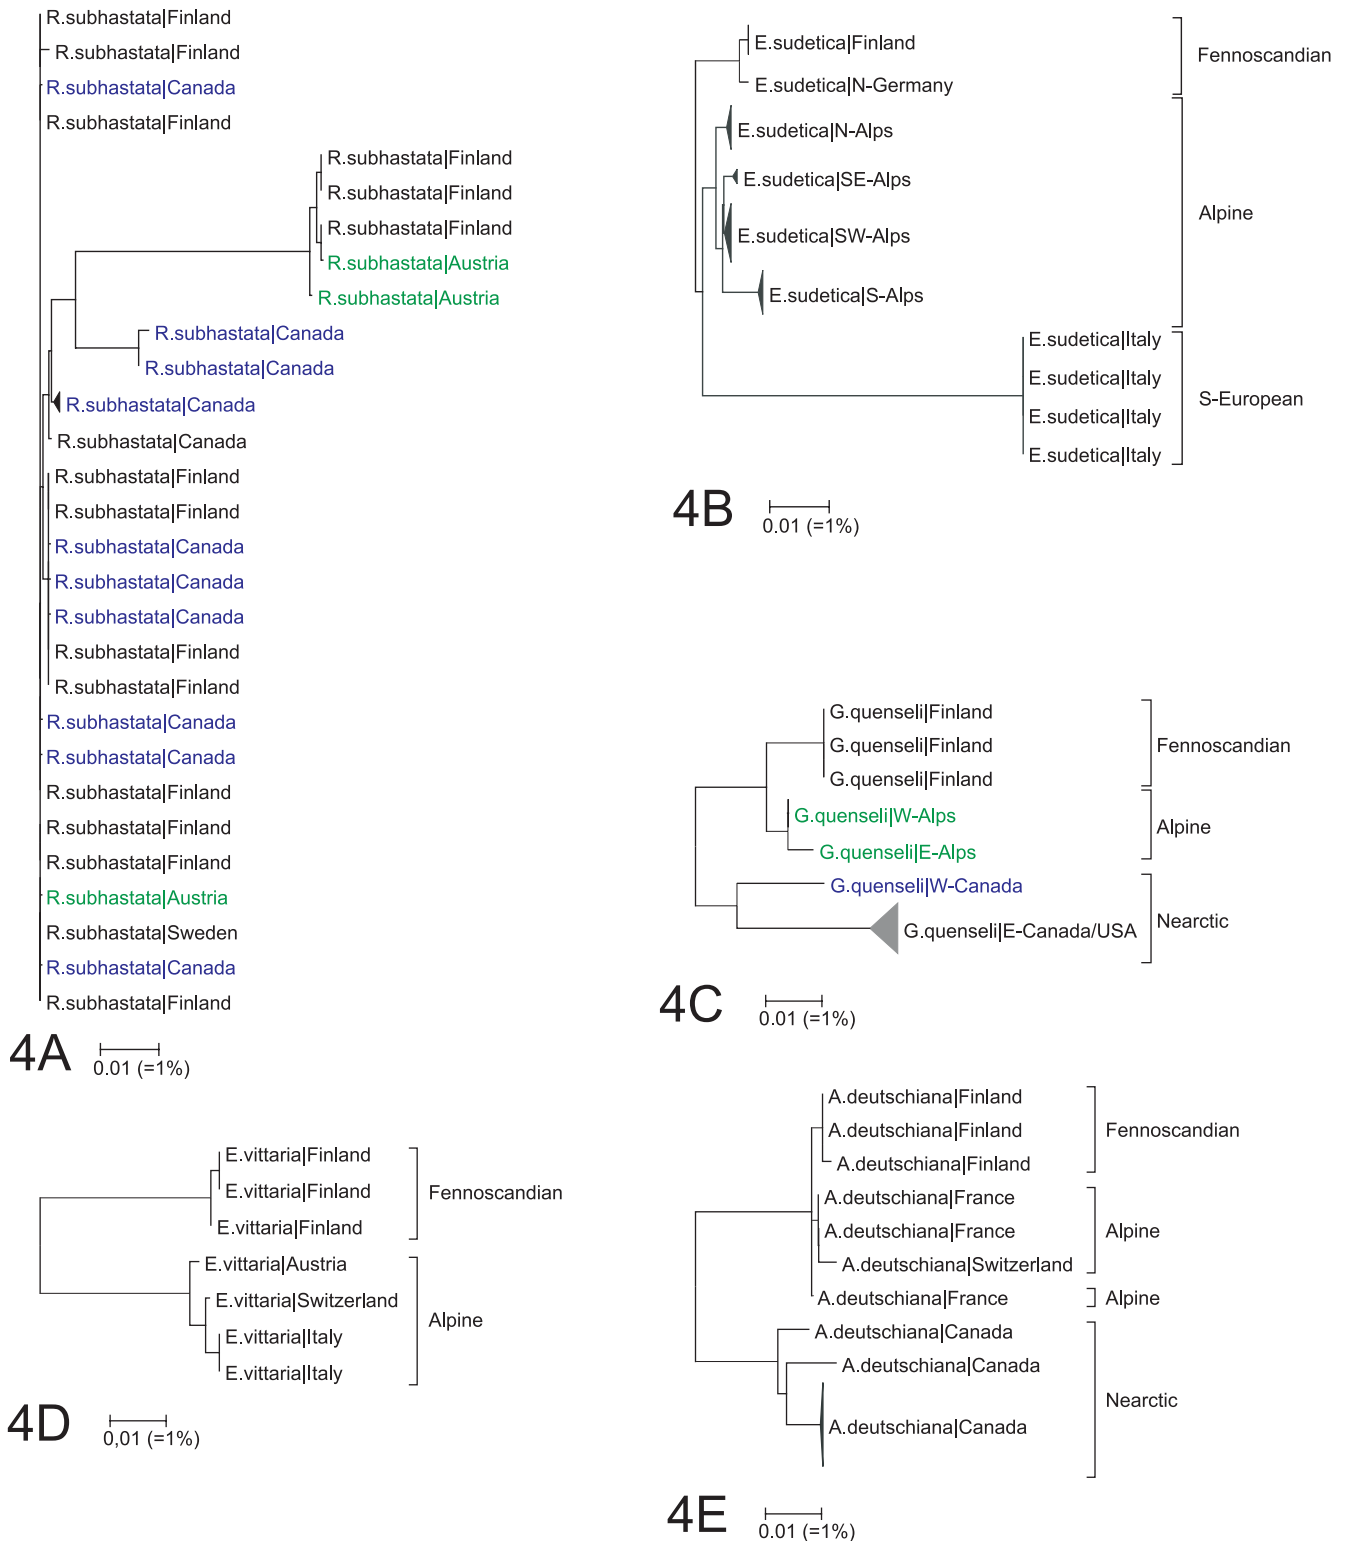 R.subhastata|Finland
R.subhastata|Finland
R.subhastata|Canada
R.subhastata|Finland
R.subhastata|Finland
R.subhastata|Finland
R.subhastata|Finland
R.subhastata|Austria
R.subhastata|Austria
R.subhastata|Canada
R.subhastata|Canada
R.subhastata|Canada
R.subhastata|Canada
R.subhastata|Finland
R.subhastata|Finland
R.subhastata|Canada
R.subhastata|Canada
R.subhastata|Canada
R.subhastata|Finland
R.subhastata|Finland
R.subhastata|Canada
R.subhastata|Canada
R.subhastata|Finland
R.subhastata|Finland
R.subhastata|Finland
R.subhastata|Austria
R.subhastata|Sweden
R.subhastata|Canada
R.subhastata|Finland
4A
0.01 (=1%)
E.sudetica|Finland
E.sudetica|N-Germany
Fennoscandian
E.sudetica|N-Alps
E.sudetica|SE-Alps
E.sudetica|SW-Alps
E.sudetica|S-Alps
Alpine
E.sudetica|Italy
E.sudetica|Italy
E.sudetica|Italy
E.sudetica|Italy
S-European
4B
0.01 (=1%)
G.quenseli|Finland
G.quenseli|Finland
G.quenseli|Finland
Fennoscandian
G.quenseli|W-Alps
G.quenseli|E-Alps
Alpine
G.quenseli|W-Canada
G.quenseli|E-Canada/USA
Nearctic
4C
0.01 (=1%)
E.vittaria|Finland
E.vittaria|Finland
E.vittaria|Finland
Fennoscandian
E.vittaria|Austria
E.vittaria|Switzerland
E.vittaria|Italy
E.vittaria|Italy
Alpine
4D
0,01 (=1%)
A.deutschiana|Finland
A.deutschiana|Finland
A.deutschiana|Finland
Fennoscandian
A.deutschiana|France
A.deutschiana|France
A.deutschiana|Switzerland
Alpine
A.deutschiana|France
Alpine
A.deutschiana|Canada
A.deutschiana|Canada
A.deutschiana|Canada
Nearctic
4E
0.01 (=1%)